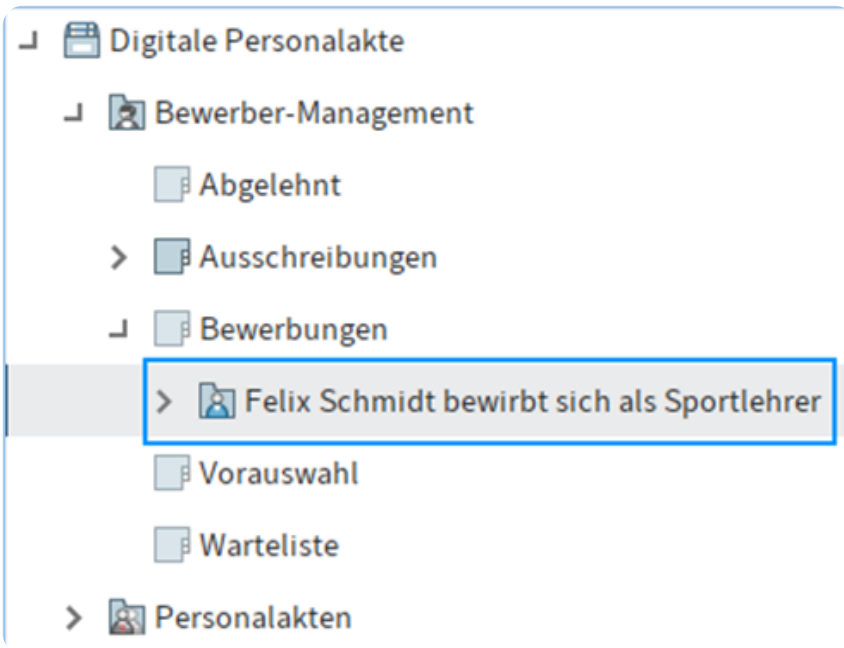 Digitale Personalakte
Bewerber-Management
Abgelehnt
Ausschreibungen
Bewerbungen
Felix Schmidt bewirbt sich als Sportlehrer
Vorauswahl
Warteliste
Personalakten